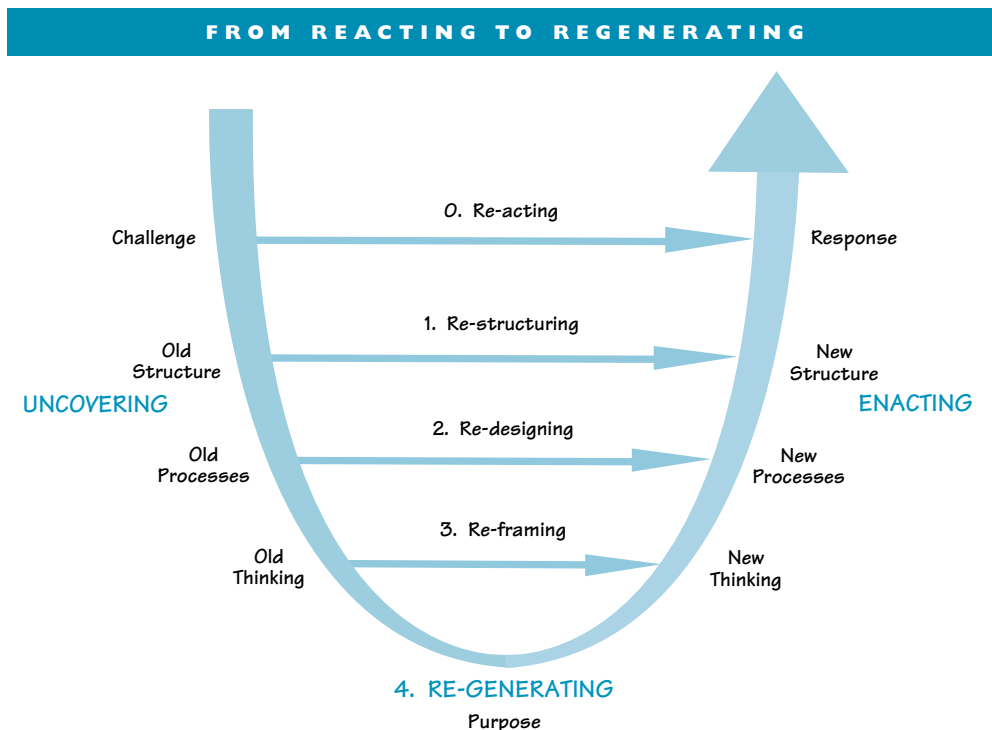 FROM REACTING TO REGENERATING
0. Re-acting
Challenge
Response
1. Re-structuring
Old
Structure
New
Structure
UNCOVERING
ENACTING
2. Re-designing
Old
Processes
New
Processes
3. Re-framing
Old
Thinking
New
Thinking
4. RE-GENERATING
Purpose